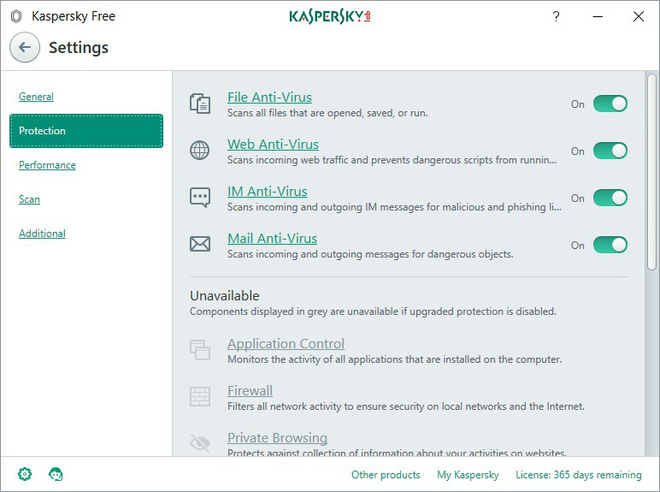 Kaspersky Free
KASPERSKY lab
?
Settings
General
Protection
Performance
Scan
Additional
File Anti-Virus
Scans all files that are opened, saved, or run.
On
Web Anti-Virus
Scans incoming web traffic and prevents dangerous scripts from runnin...
On
IM Anti-Virus
Scans incoming and outgoing IM messages for malicious and phishing li...
On
Mail Anti-Virus
Scans incoming and outgoing messages for dangerous objects.
On
Unavailable
Components displayed in grey are unavailable if upgraded protection is disabled.
Application Control
Monitors the activity of all applications that are installed on the computer.
Firewall
Filters all network activity to ensure security on local networks and the Internet.
Private Browsing
Protects against collection of information about your activities on websites.
Other products
My Kaspersky
License: 365 days remaining